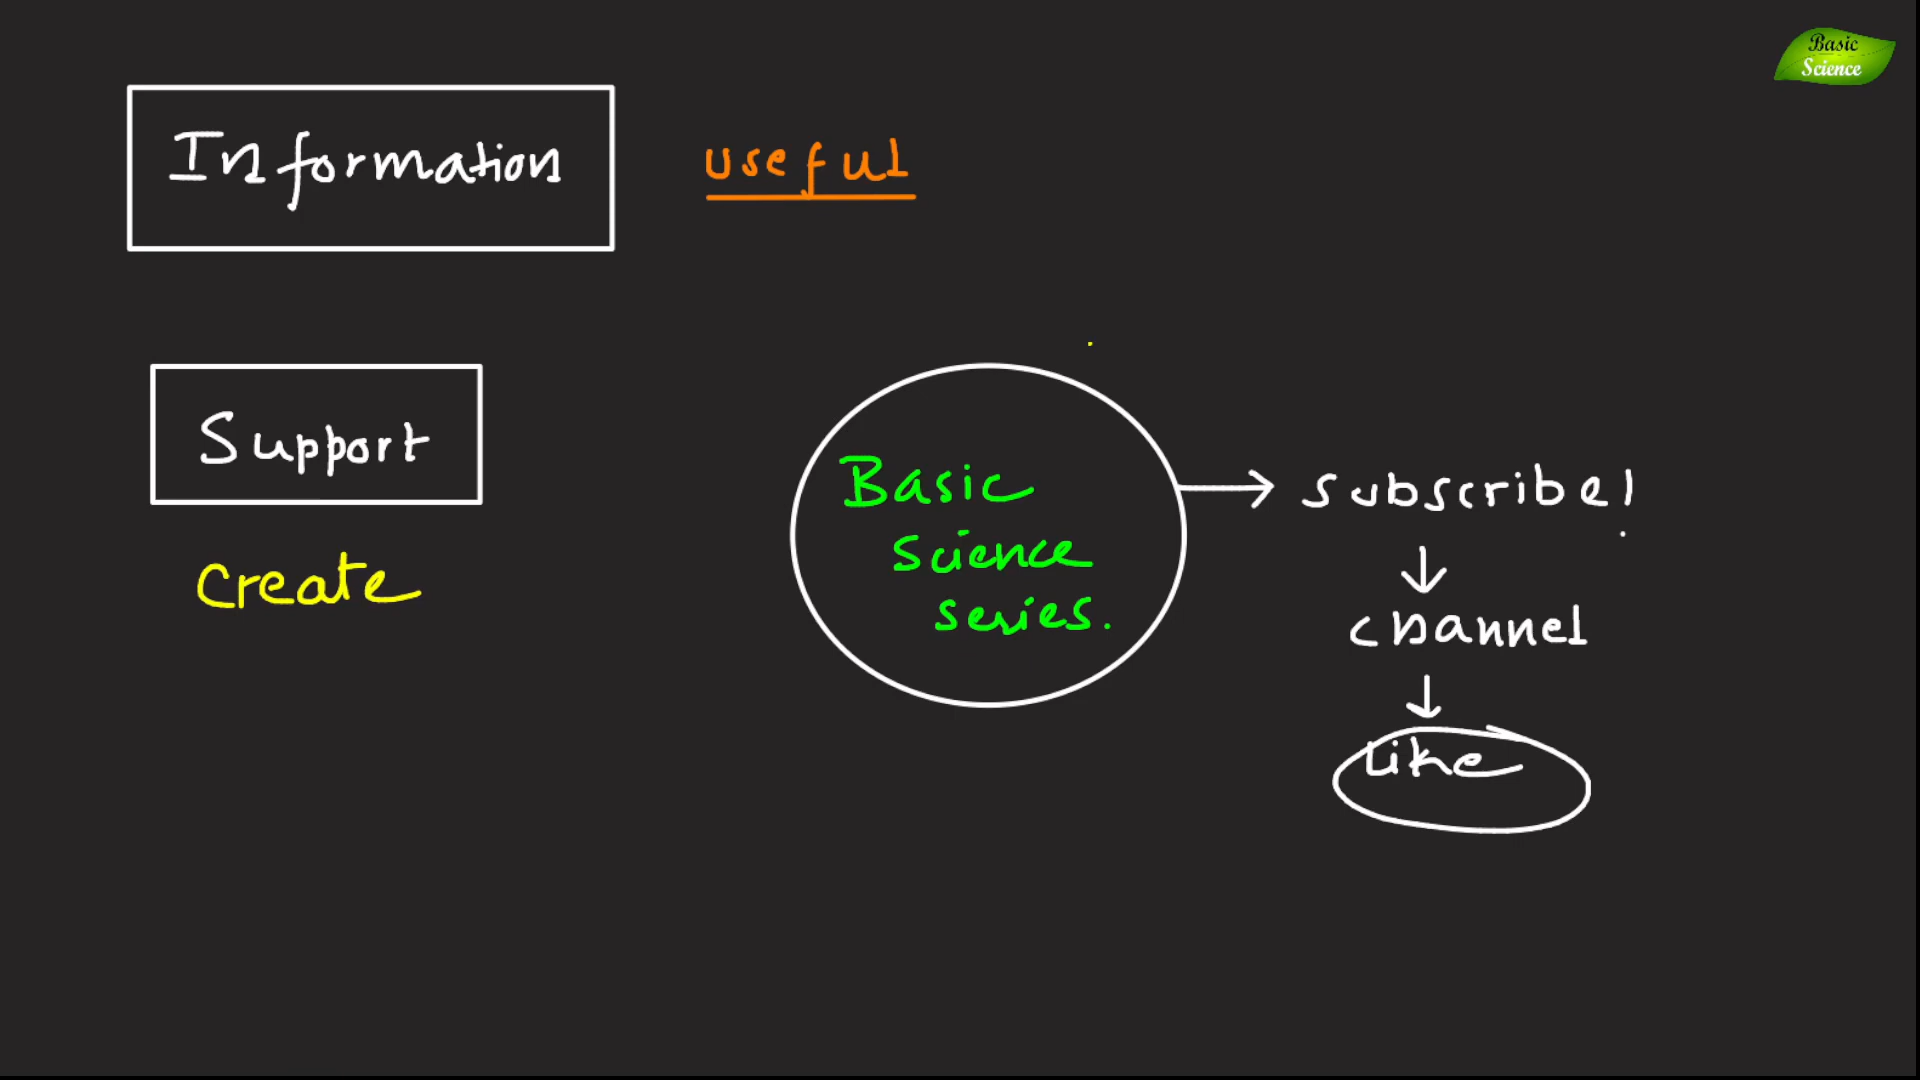 Basic
Science
Information
useful
Support
create
Basic
science
series.
subscribe!
channel
Like